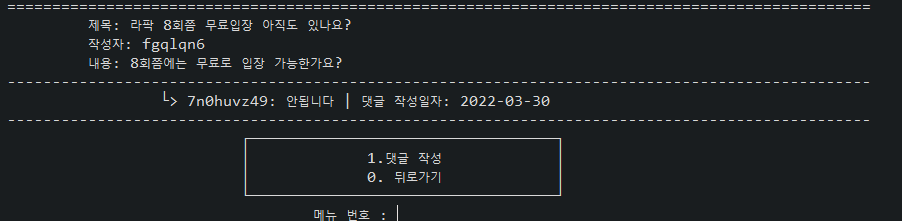 제목: 라팍 8회쯤 무료입장 아직도 있나요?
작성자: fgqlqn6
내용: 8회쯤에는 무료로 입장 가능한가요?
└> 7n0huvz49: 안됩니다 | 댓글 작성일자: 2022-03-30
1.댓글 작성
0. 뒤로가기
메뉴 번호 :